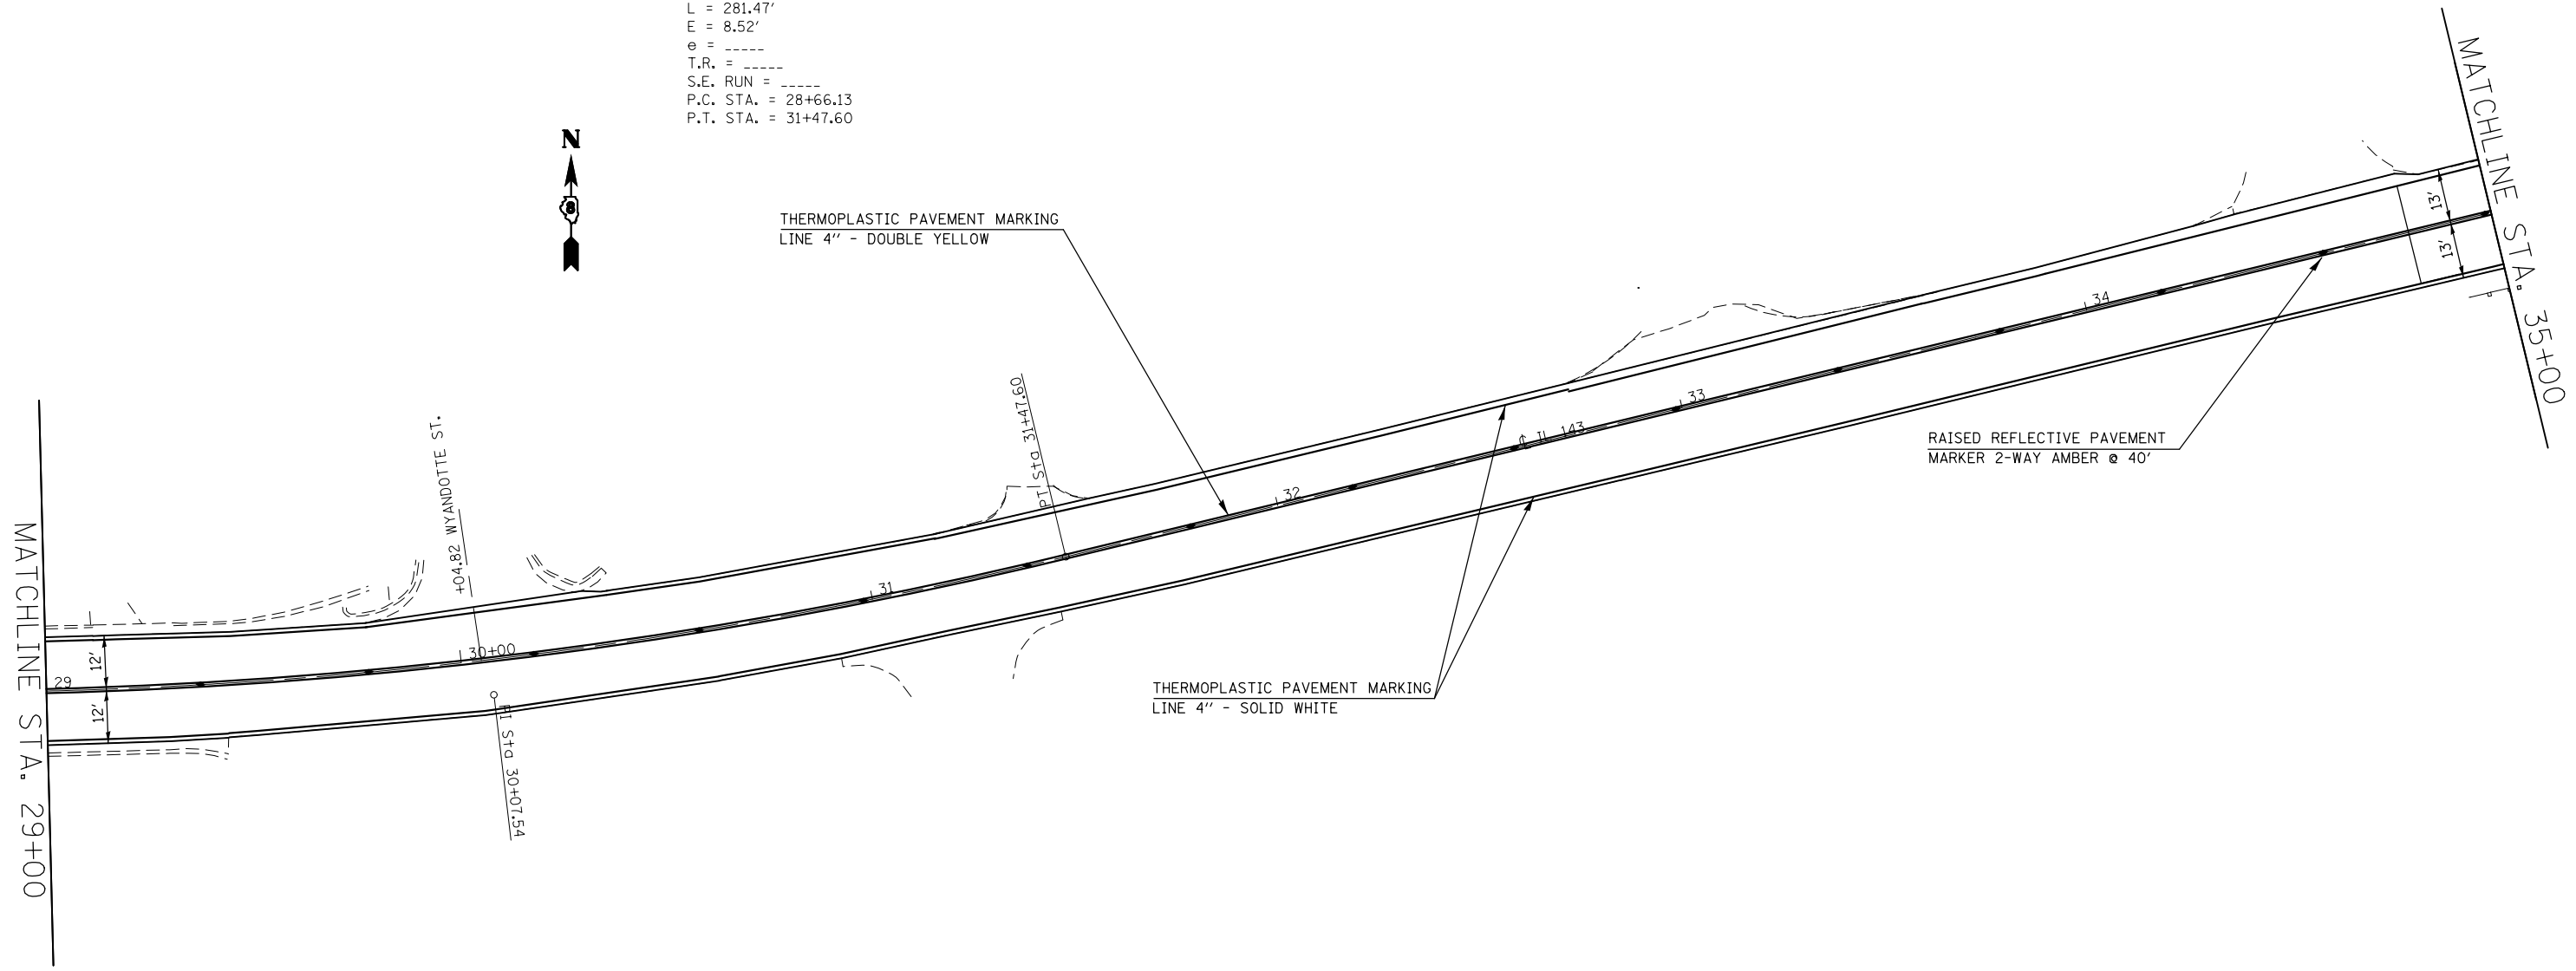 L = 281.47'
E = 8.52'
e = _____
T.R. = _____
S.E. RUN = _____
P.C. STA. = 28+66.13
P.T. STA. = 31+47.60
N
8
THERMOPLASTIC PAVEMENT MARKING
LINE 4" - DOUBLE YELLOW
MATCHLINE STA. 35+00
13'
13'
34
33
℄ IL 143
RAISED REFLECTIVE PAVEMENT
MARKER 2-WAY AMBER @ 40'
PT Sta 31+47.60
32
31
+04.82 WYANDOTTE ST.
30+00
MATCHLINE STA. 29+00
29
12'
12'
PI Sta 30+07.54
THERMOPLASTIC PAVEMENT MARKING
LINE 4" - SOLID WHITE